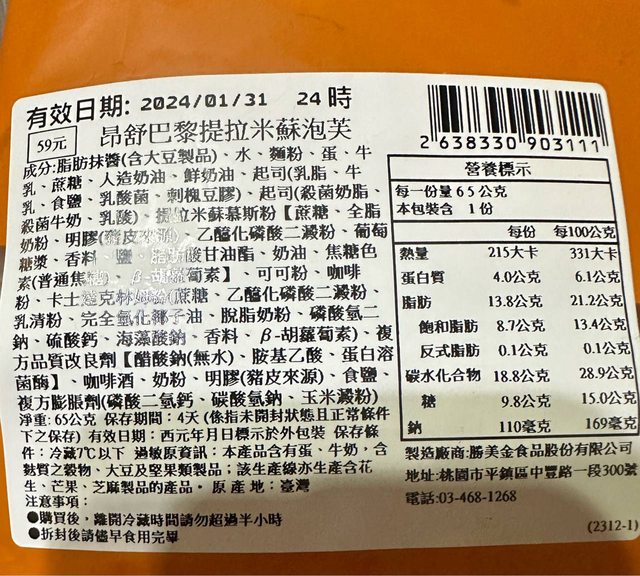 有效日期: 2024/01/31 24時
59元
昂舒巴黎提拉米蘇泡芙
2 638330 903111
成分:脂肪抹醬(含大豆製品)、水、麵粉、蛋、牛
乳、蔗糖、人造奶油、鮮奶油、起司(乳脂、牛
乳、食鹽、乳酸菌、刺槐豆膠)、起司(殺菌奶脂、
殺菌牛奶、乳酸)、提拉米蘇慕斯粉【蔗糖、全脂
奶粉、明膠(豬皮來源)、乙醯化磷酸二澱粉、葡萄
糖漿、香料、鹽、脂肪酸甘油酯、奶油、焦糖色
素(普通焦糖)、β-胡蘿蔔素】、可可粉、咖啡
粉、卡士達克林姆粉(蔗糖、乙醯化磷酸二澱粉、
乳清粉、完全氫化椰子油、脫脂奶粉、磷酸氫二
鈉、硫酸鈣、海藻酸鈉、香料、β-胡蘿蔔素)、複
方品質改良劑【醋酸鈉(無水)、胺基乙酸、蛋白溶
菌酶】、咖啡酒、奶粉、明膠(豬皮來源)、食鹽、
複方膨脹劑(磷酸二氫鈣、碳酸氫鈉、玉米澱粉)
淨重:65公克 保存期間:4天 (係指未開封狀態且正常條件
下之保存) 有效日期:西元年月日標示於外包裝 保存條
件:冷藏7℃以下 過敏原資訊:本產品含有蛋、牛奶,含
麩質之穀物、大豆及堅果類製品;該生產線亦生產含花
生、芒果、芝麻製品的產品。原產地:臺灣
注意事項:
●購買後,離開冷藏時間請勿超過半小時
●拆封後請儘早食用完畢
營養標示
每一份量65公克
本包裝含 1份
每份 每100公克
熱量 215大卡 331大卡
蛋白質 4.0公克 6.1公克
脂肪 13.8公克 21.2公克
飽和脂肪 8.7公克 13.4公克
反式脂肪 0.1公克 0.1公克
碳水化合物 18.8公克 28.9公克
糖 9.8公克 15.0公克
鈉 110毫克 169毫克
製造廠商:勝美金食品股份有限公司
地址:桃園市平鎮區中豐路一段300號
電話:03-468-1268
(2312-1)